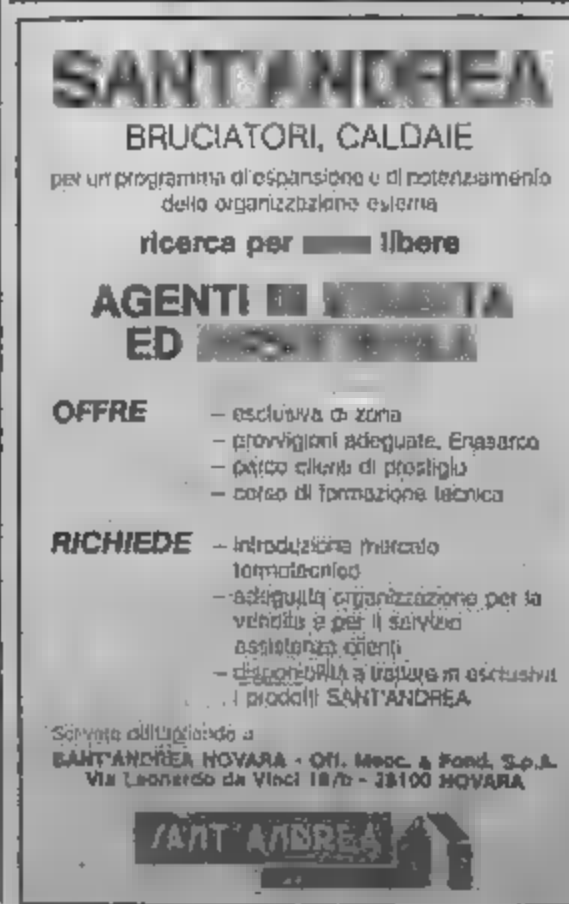 SANT'ANDREA
BRUCIATORI, CALDAIE
per un programma di espansione e di potenziamento
dello organizzazione esterna
ricerca per libere
AGENTI
ED
OFFRE – esclusiva di zona
– provvigioni adeguate, Enasarco
– parco clienti di prestigio
– corso di formazione tecnica
RICHIEDE – introduzione mercato
termotecnico
– adeguata organizzazione per la
vendita e per il servizio
assistenza clienti
– disponibilità a trattare in esclusiva
i prodotti SANT'ANDREA
Scrivere a
SANT'ANDREA NOVARA - Off. Mecc. & Fond. S.p.A.
Via Leonardo da Vinci 18/b - 28100 NOVARA
SANT'ANDREA